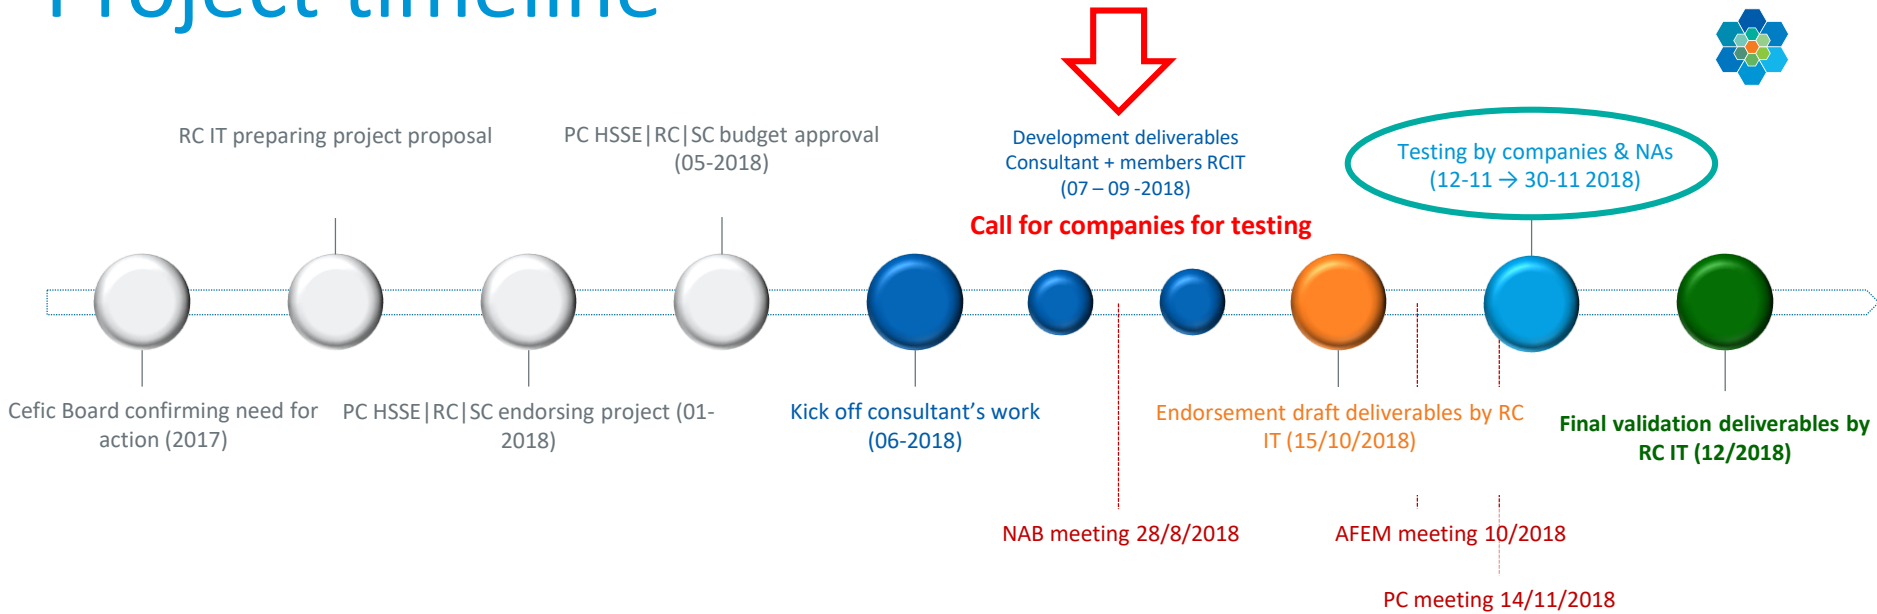 Project timeline
RC IT preparing project proposal
PC HSSE|RC|SC budget approval
(05-2018)
Development deliverables
Consultant + members RCIT
(07 – 09 -2018)
Call for companies for testing
Testing by companies & NAs
(12-11 → 30-11 2018)
Cefic Board confirming need for
action (2017)
PC HSSE|RC|SC endorsing project (01-
2018)
Kick off consultant's work
(06-2018)
Endorsement draft deliverables by RC
IT (15/10/2018)
Final validation deliverables by
RC IT (12/2018)
NAB meeting 28/8/2018
AFEM meeting 10/2018
PC meeting 14/11/2018